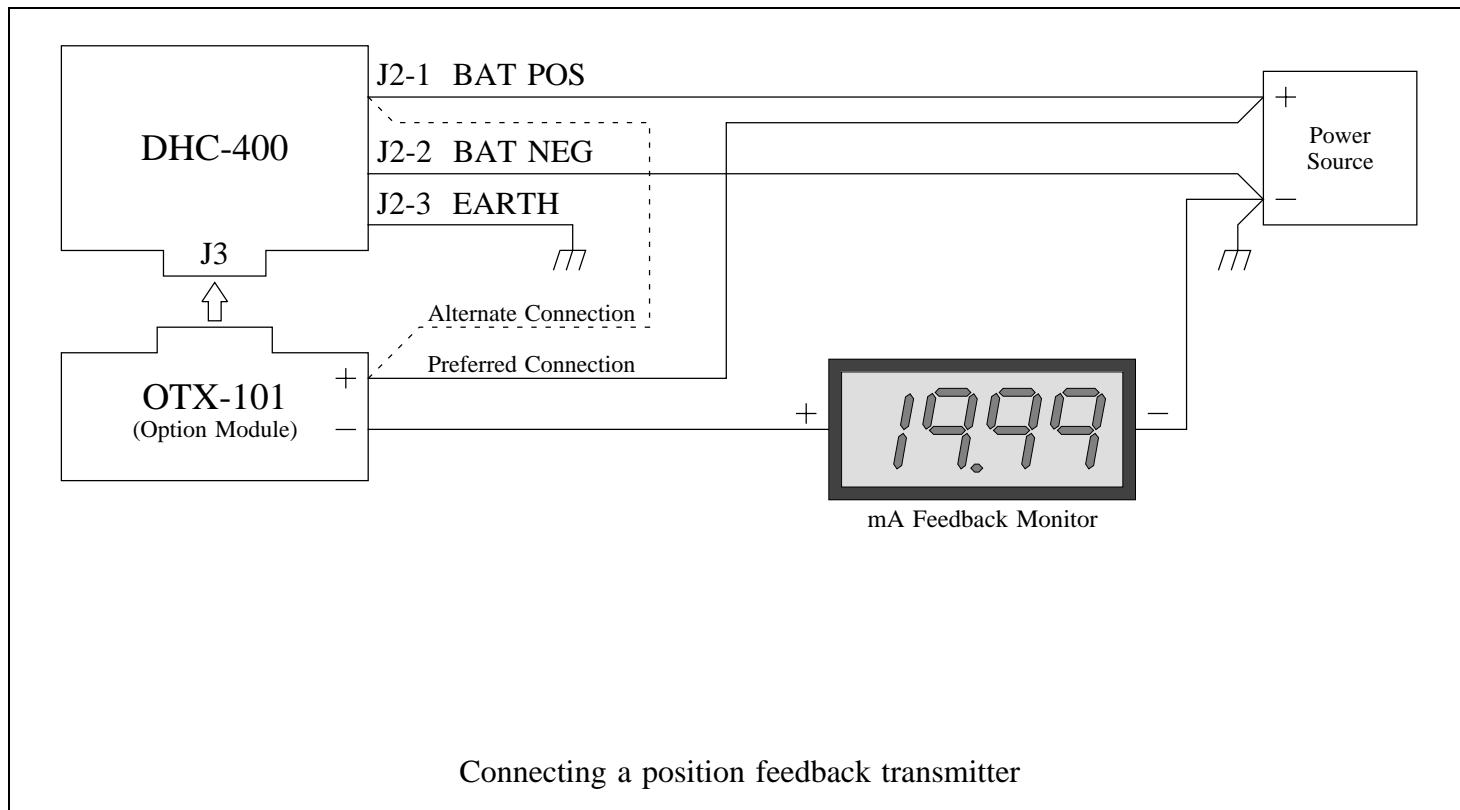 J2-1 BAT POS
+
DHC-400
J2-2 BAT NEG
Power
Source
J2-3 EARTH
−
J3
Alternate Connection
Preferred Connection
+
OTX-101
(Option Module)
−
+
19.99
−
mA Feedback Monitor
Connecting a position feedback transmitter